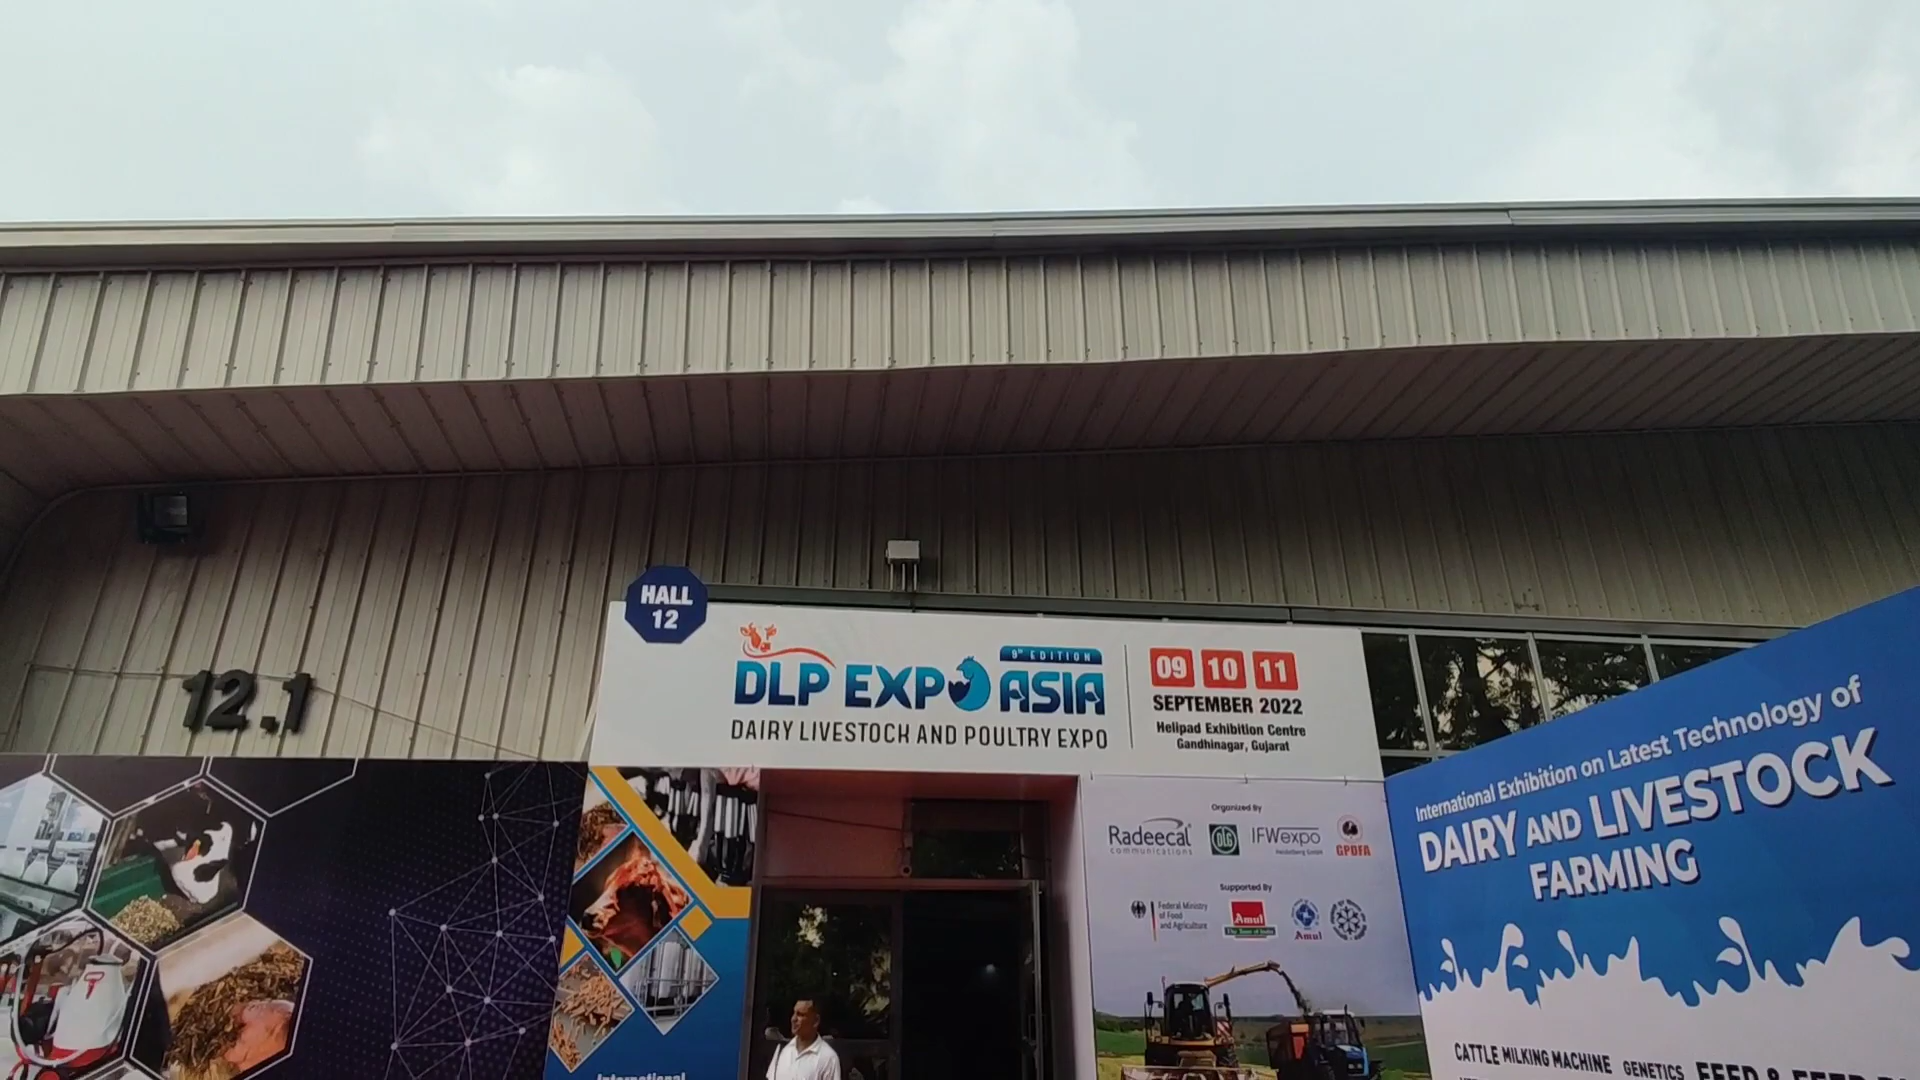 HALL
12
12.1
9TH EDITION
DLP EXPO ASIA
DAIRY LIVESTOCK AND POULTRY EXPO
09 10 11
SEPTEMBER 2022
Helipad Exhibition Centre
Gandhinagar, Gujarat
Organized By
Radeecal
communications
DLG
IFWexpo
Heidelberg GmbH
GPDFA
Supported By
Federal Ministry
of Food
and Agriculture
Amul
The Taste of India
Amul
International Exhibition on Latest Technology of
DAIRY AND LIVESTOCK
FARMING
CATTLE MILKING MACHINE GENETICS FEED & FEED
International